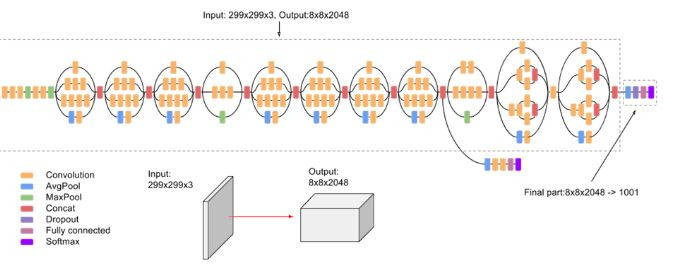 Input: 299x299x3, Output:8x8x2048
Input:
299x299x3
Output:
8x8x2048
Final part:8x8x2048 -> 1001
Convolution
AvgPool
MaxPool
Concat
Dropout
Fully connected
Softmax